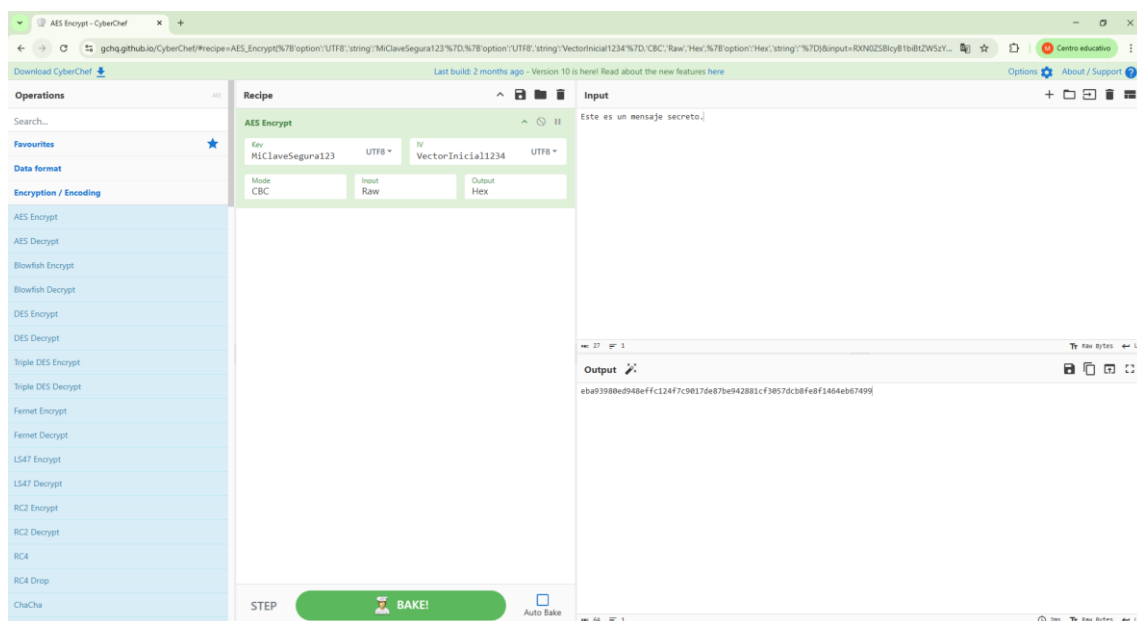 AES Encrypt - CyberChef
gchq.github.io/CyberChef/#recipe=AES_Encrypt(%7B'option':'UTF8','string':'MiClaveSegura123'%7D,%7B'option':'UTF8','string':'VectorInicial1234'%7D,'CBC','Raw','Hex',%7B'option':'Hex','string':''%7D)&input=RXN0ZSBlcyB1biBtZW5zY...
Centro educativo
Download CyberChef
Last build: 2 months ago - Version 10 is here! Read about the new features here
Options
About / Support
Operations
Search...
Favourites
Data format
Encryption / Encoding
AES Encrypt
AES Decrypt
Blowfish Encrypt
Blowfish Decrypt
DES Encrypt
DES Decrypt
Triple DES Encrypt
Triple DES Decrypt
Fernet Encrypt
Fernet Decrypt
LS47 Encrypt
LS47 Decrypt
RC2 Encrypt
RC2 Decrypt
RC4
RC4 Drop
ChaCha
Recipe
AES Encrypt
Key
MiClaveSegura123
UTF8
IV
VectorInicial1234
UTF8
Mode
CBC
Input
Raw
Output
Hex
STEP
BAKE!
Auto Bake
Input
Este es un mensaje secreto.
27 1
Raw Bytes
Output
eba93980ed948effc124f7c9017de87be942881cf3057dcb8fe8f1464eb67499
64 1
Raw Bytes